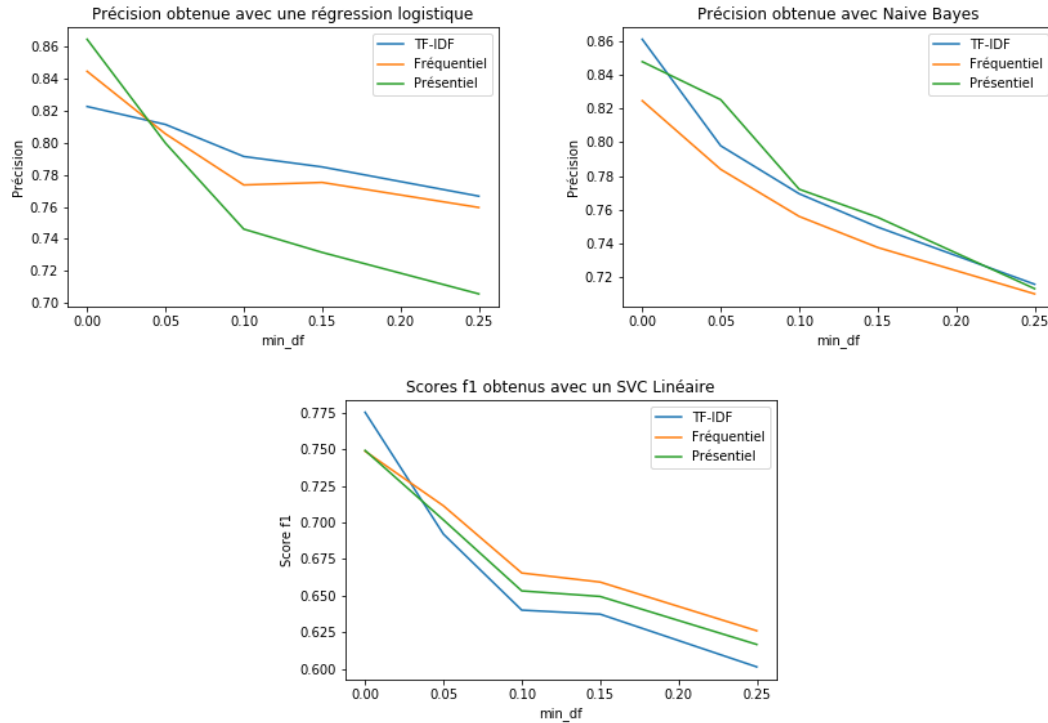 Précision obtenue avec une régression logistique
TF-IDF
Fréquentiel
Présentiel
0.86
0.84
0.82
0.80
0.78
0.76
0.74
0.72
0.70
Précision
0.00 0.05 0.10 0.15 0.20 0.25
min_df
Précision obtenue avec Naive Bayes
TF-IDF
Fréquentiel
Présentiel
0.86
0.84
0.82
0.80
0.78
0.76
0.74
0.72
Précision
0.00 0.05 0.10 0.15 0.20 0.25
min_df
Scores f1 obtenus avec un SVC Linéaire
TF-IDF
Fréquentiel
Présentiel
0.775
0.750
0.725
0.700
0.675
0.650
0.625
0.600
Score f1
0.00 0.05 0.10 0.15 0.20 0.25
min_df